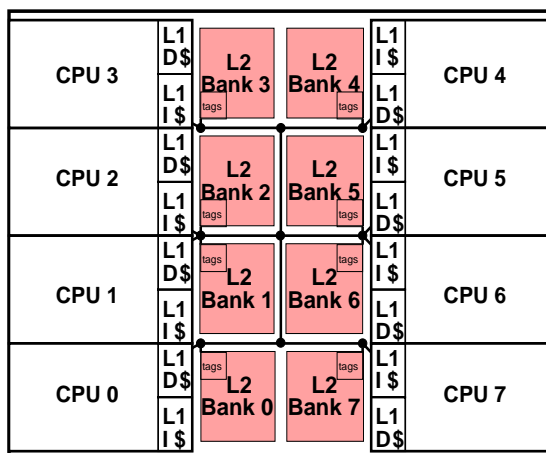 CPU 3
L1
D$
L1
I$
L2
Bank 3
tags
L2
Bank 4
tags
L1
I$
L1
D$
CPU 4
CPU 2
L1
D$
L1
I$
L2
Bank 2
tags
L2
Bank 5
tags
L1
I$
L1
D$
CPU 5
CPU 1
L1
D$
L1
I$
tags
L2
Bank 1
tags
L2
Bank 6
L1
I$
L1
D$
CPU 6
CPU 0
L1
D$
L1
I$
tags
L2
Bank 0
tags
L2
Bank 7
L1
I$
L1
D$
CPU 7